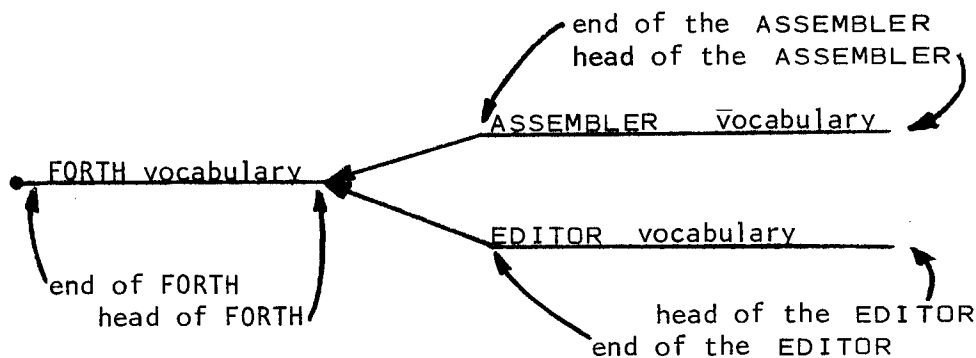 end of the ASSEMBLER
head of the ASSEMBLER
ASSEMBLER vocabulary
FORTH vocabulary
EDITOR vocabulary
end of FORTH
head of FORTH
head of the EDITOR
end of the EDITOR